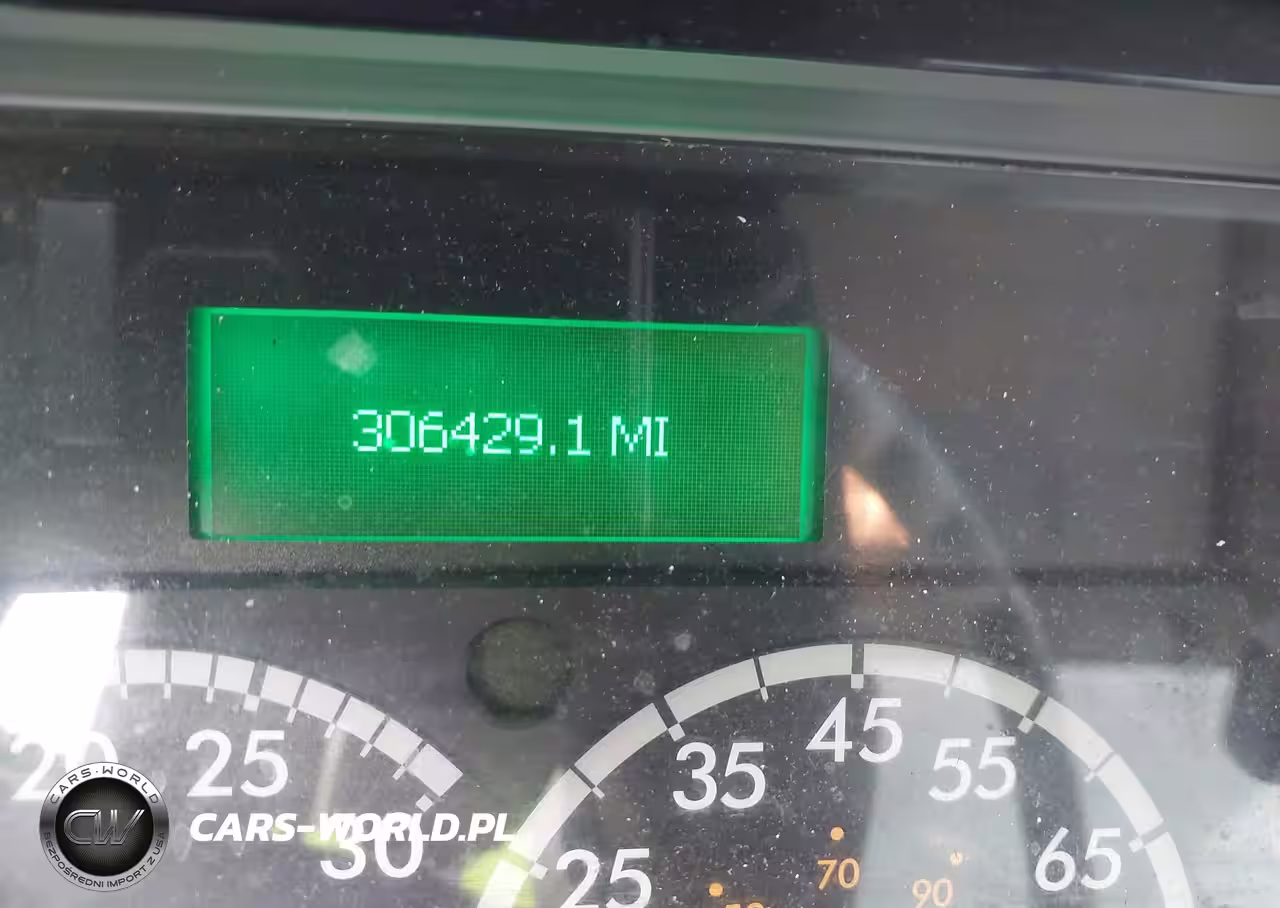 306429.1 MI
20 25 30
25 35 45 55 65
70 90
CARS-WORLD
CW
BEZPOŚREDNI IMPORT Z USA
CARS-WORLD.PL